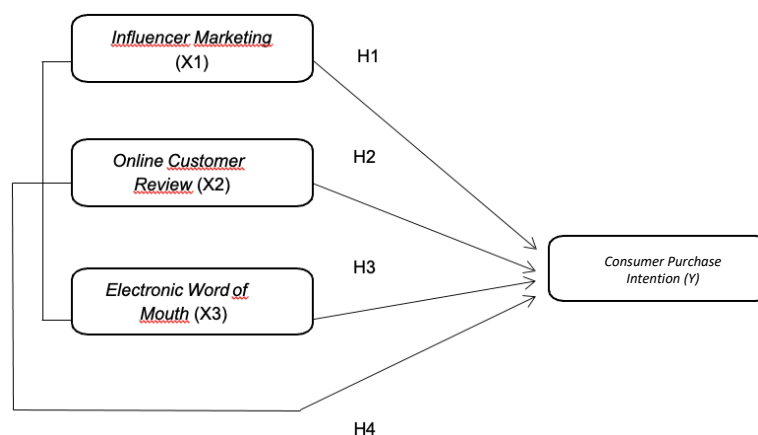 Influencer Marketing
(X1)
H1
Online Customer
Review (X2)
H2
Electronic Word of
Mouth (X3)
H3
Consumer Purchase
Intention (Y)
H4